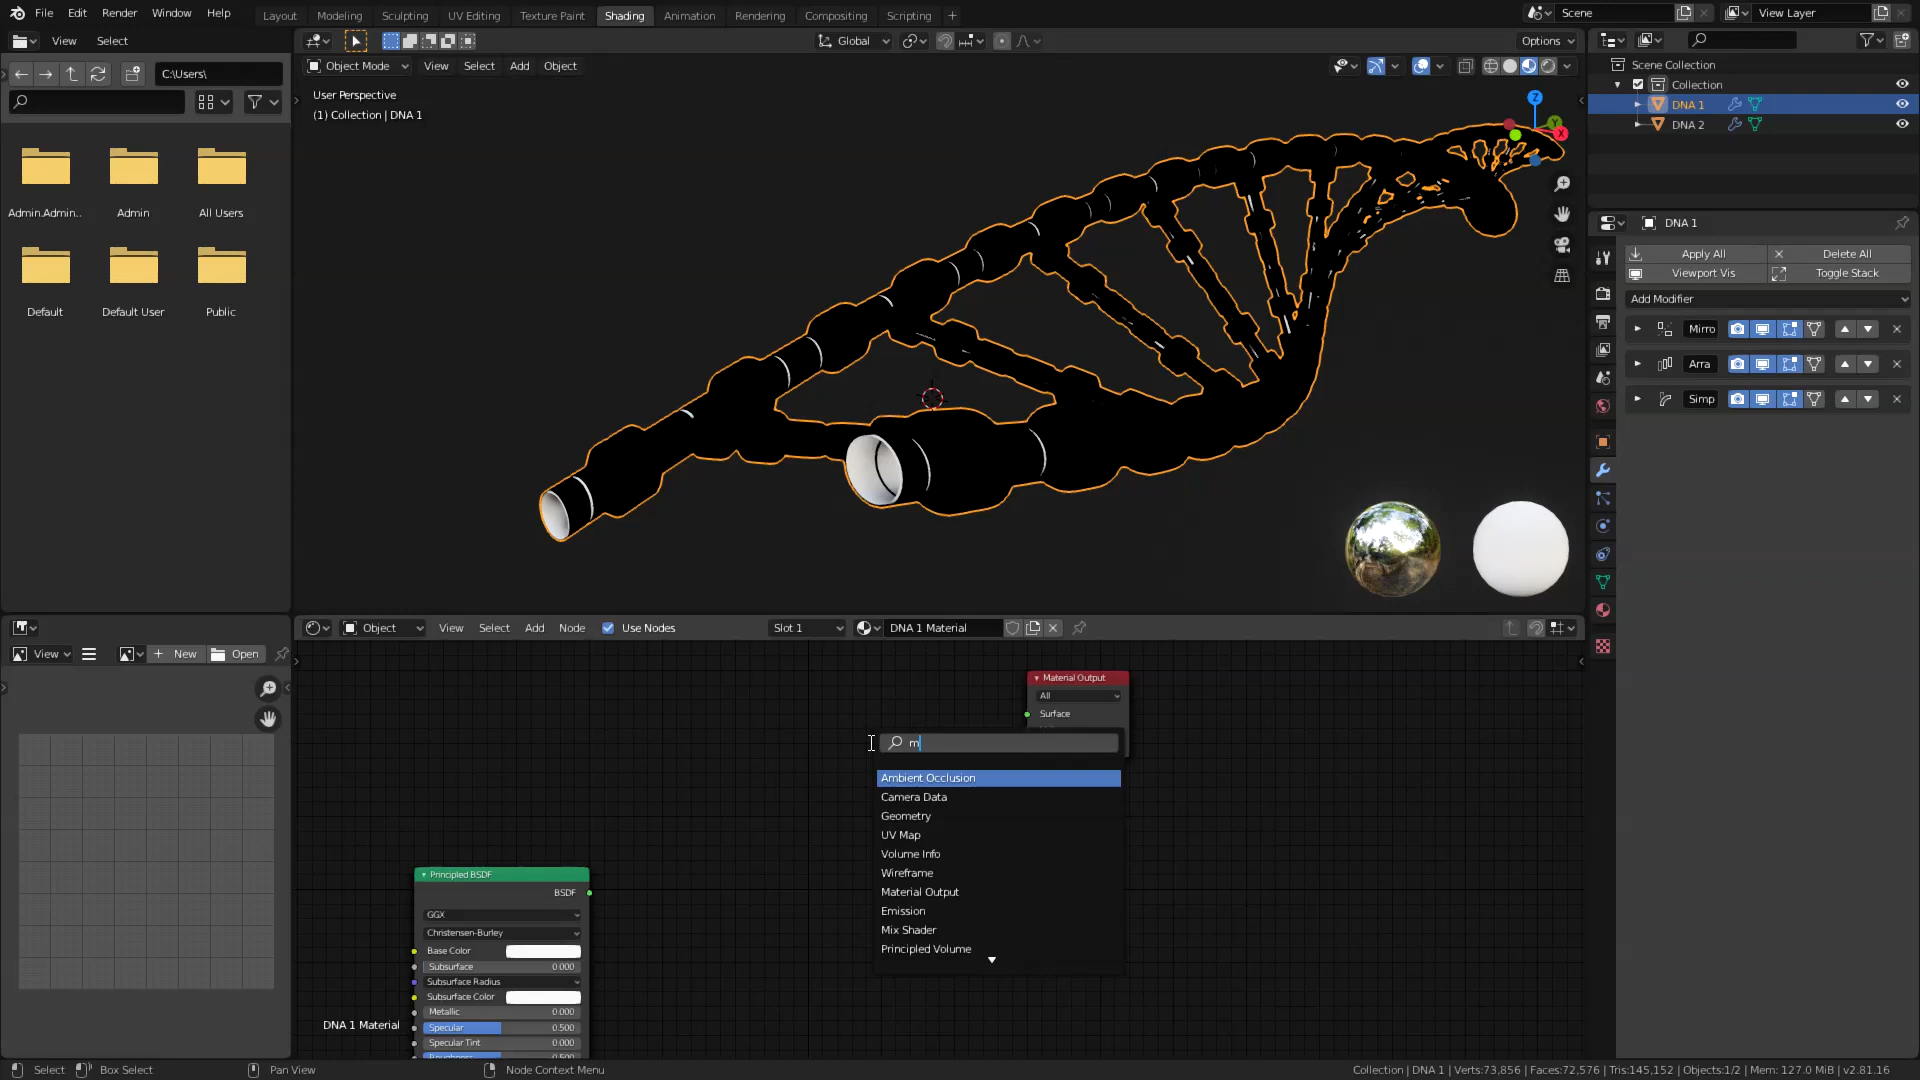 File Edit Render Window Help
Layout Modeling Sculpting UV Editing Texture Paint Shading Animation Rendering Compositing Scripting +
Scene
View Layer
View Select
Global
Options
C:\Users\
Object Mode View Select Add Object
User Perspective
(1) Collection | DNA 1
Admin.Admin..
Admin
All Users
Default
Default User
Public
Z
Y
X
Scene Collection
Collection
DNA 1
DNA 2
DNA 1
Apply All
Delete All
Viewport Vis
Toggle Stack
Add Modifier
Mirro
Arra
Simp
View
New
Open
Object View Select Add Node Use Nodes
Slot 1
DNA 1 Material
Material Output
All
Surface
m
Ambient Occlusion
Camera Data
Geometry
UV Map
Volume Info
Wireframe
Material Output
Emission
Mix Shader
Principled Volume
Principled BSDF
BSDF
GGX
Christensen-Burley
Base Color
Subsurface 0.000
Subsurface Radius
Subsurface Color
Metallic 0.000
Specular 0.500
Specular Tint 0.000
Roughness 0.500
DNA 1 Material
Select
Box Select
Pan View
Node Context Menu
Collection | DNA 1 | Verts:73,856 | Faces:72,576 | Tris:145,152 | Objects:1/2 | Mem: 127.0 MiB | v2.81.16